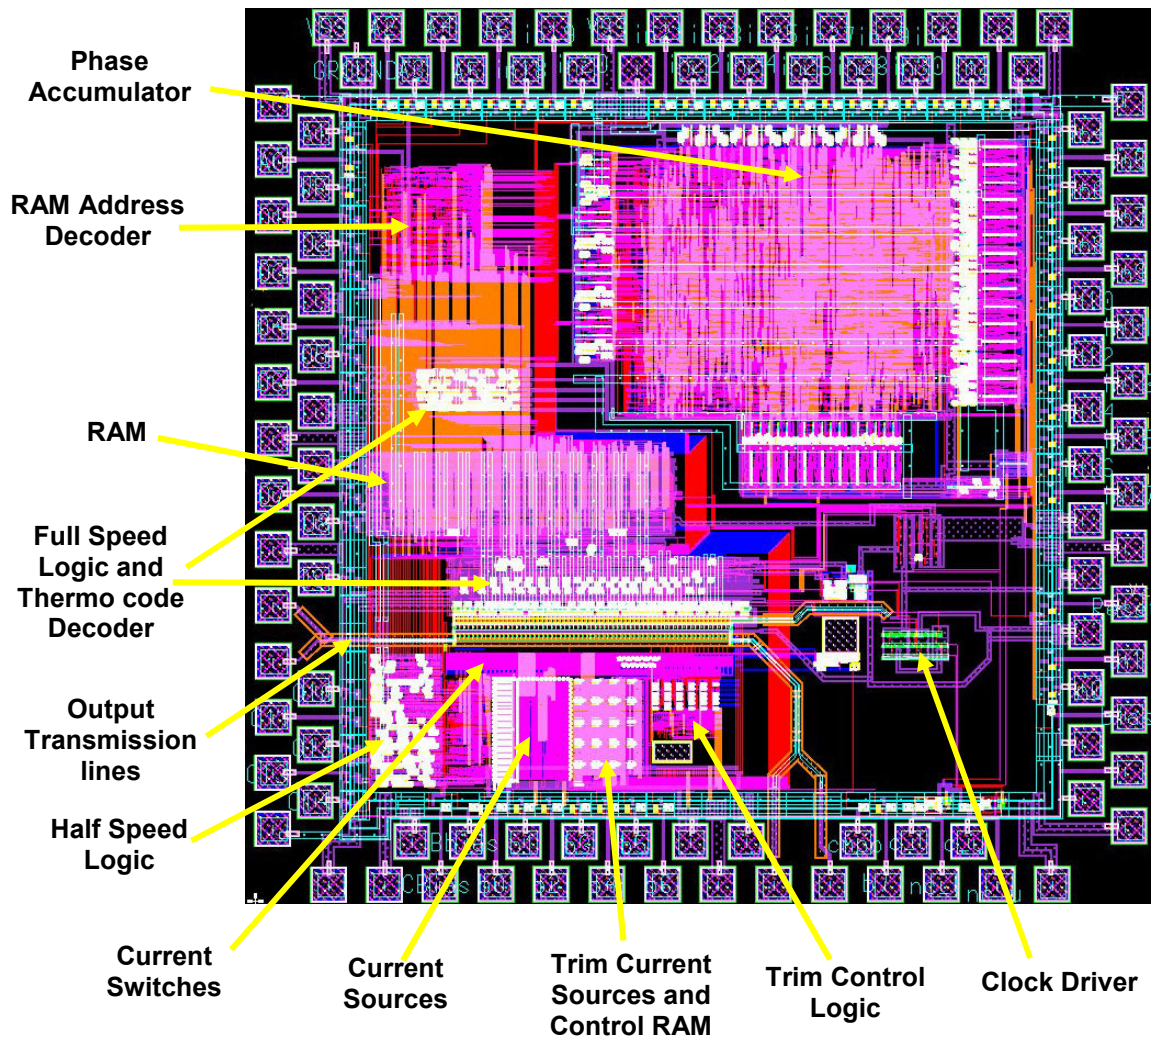 Phase
Accumulator
RAM Address
Decoder
RAM
Full Speed
Logic and
Thermo code
Decoder
Output
Transmission
lines
Half Speed
Logic
Current
Switches
Current
Sources
Trim Current
Sources and
Control RAM
Trim Control
Logic
Clock Driver